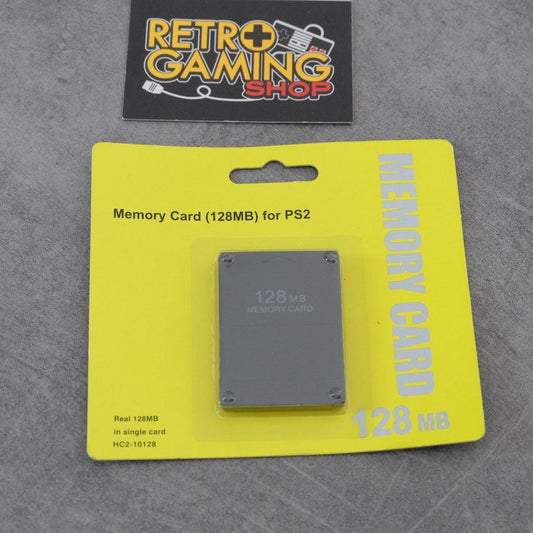 RETRO
GAMING
SHOP
Memory Card (128MB) for PS2
MEMORY CARD
128 MB
128 MB
MEMORY CARD
Real 128MB
in single card
HC2-10128